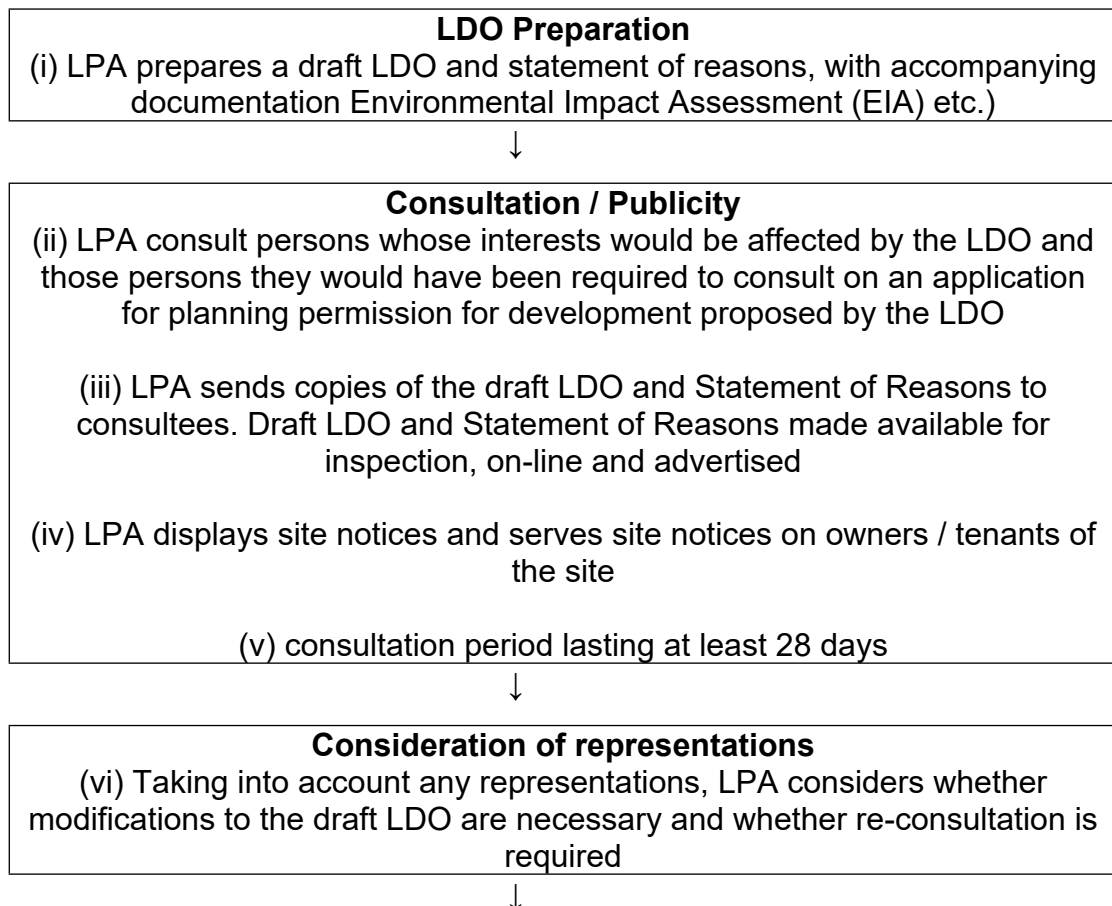 LDO Preparation
(i) LPA prepares a draft LDO and statement of reasons, with accompanying
documentation Environmental Impact Assessment (EIA) etc.)
↓
Consultation / Publicity
(ii) LPA consult persons whose interests would be affected by the LDO and
those persons they would have been required to consult on an application
for planning permission for development proposed by the LDO
(iii) LPA sends copies of the draft LDO and Statement of Reasons to
consultees. Draft LDO and Statement of Reasons made available for
inspection, on-line and advertised
(iv) LPA displays site notices and serves site notices on owners / tenants of
the site
(v) consultation period lasting at least 28 days
↓
Consideration of representations
(vi) Taking into account any representations, LPA considers whether
modifications to the draft LDO are necessary and whether re-consultation is
required
↓